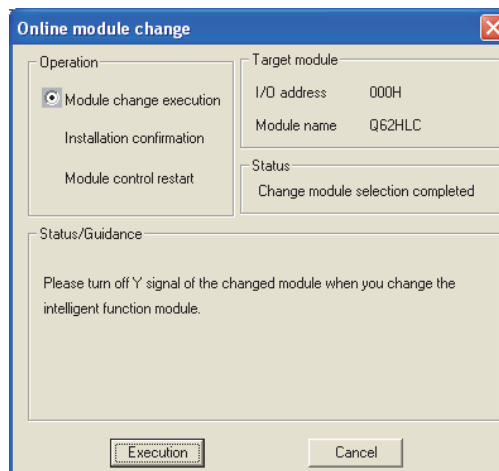 Online module change
Operation
Module change execution
Installation confirmation
Module control restart
Target module
I/O address 000H
Module name Q62HLC
Status
Change module selection completed
Status/Guidance
Please turn off Y signal of the changed module when you change the
intelligent function module.
Execution Cancel